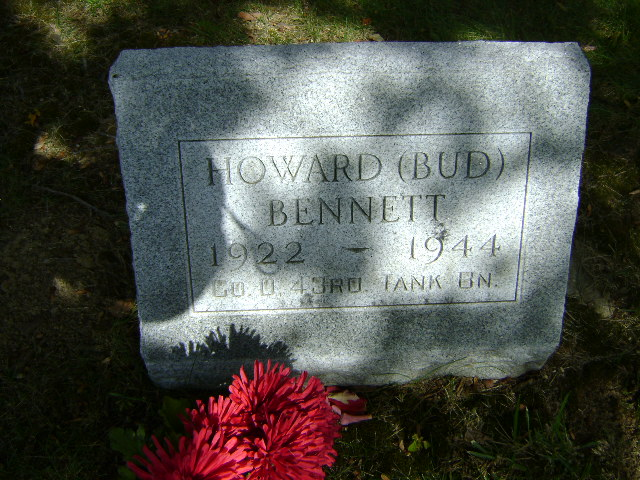 HOWARD (BUD)
BENNETT
1922 – 1944
CO. D. 43RD. TANK BN.